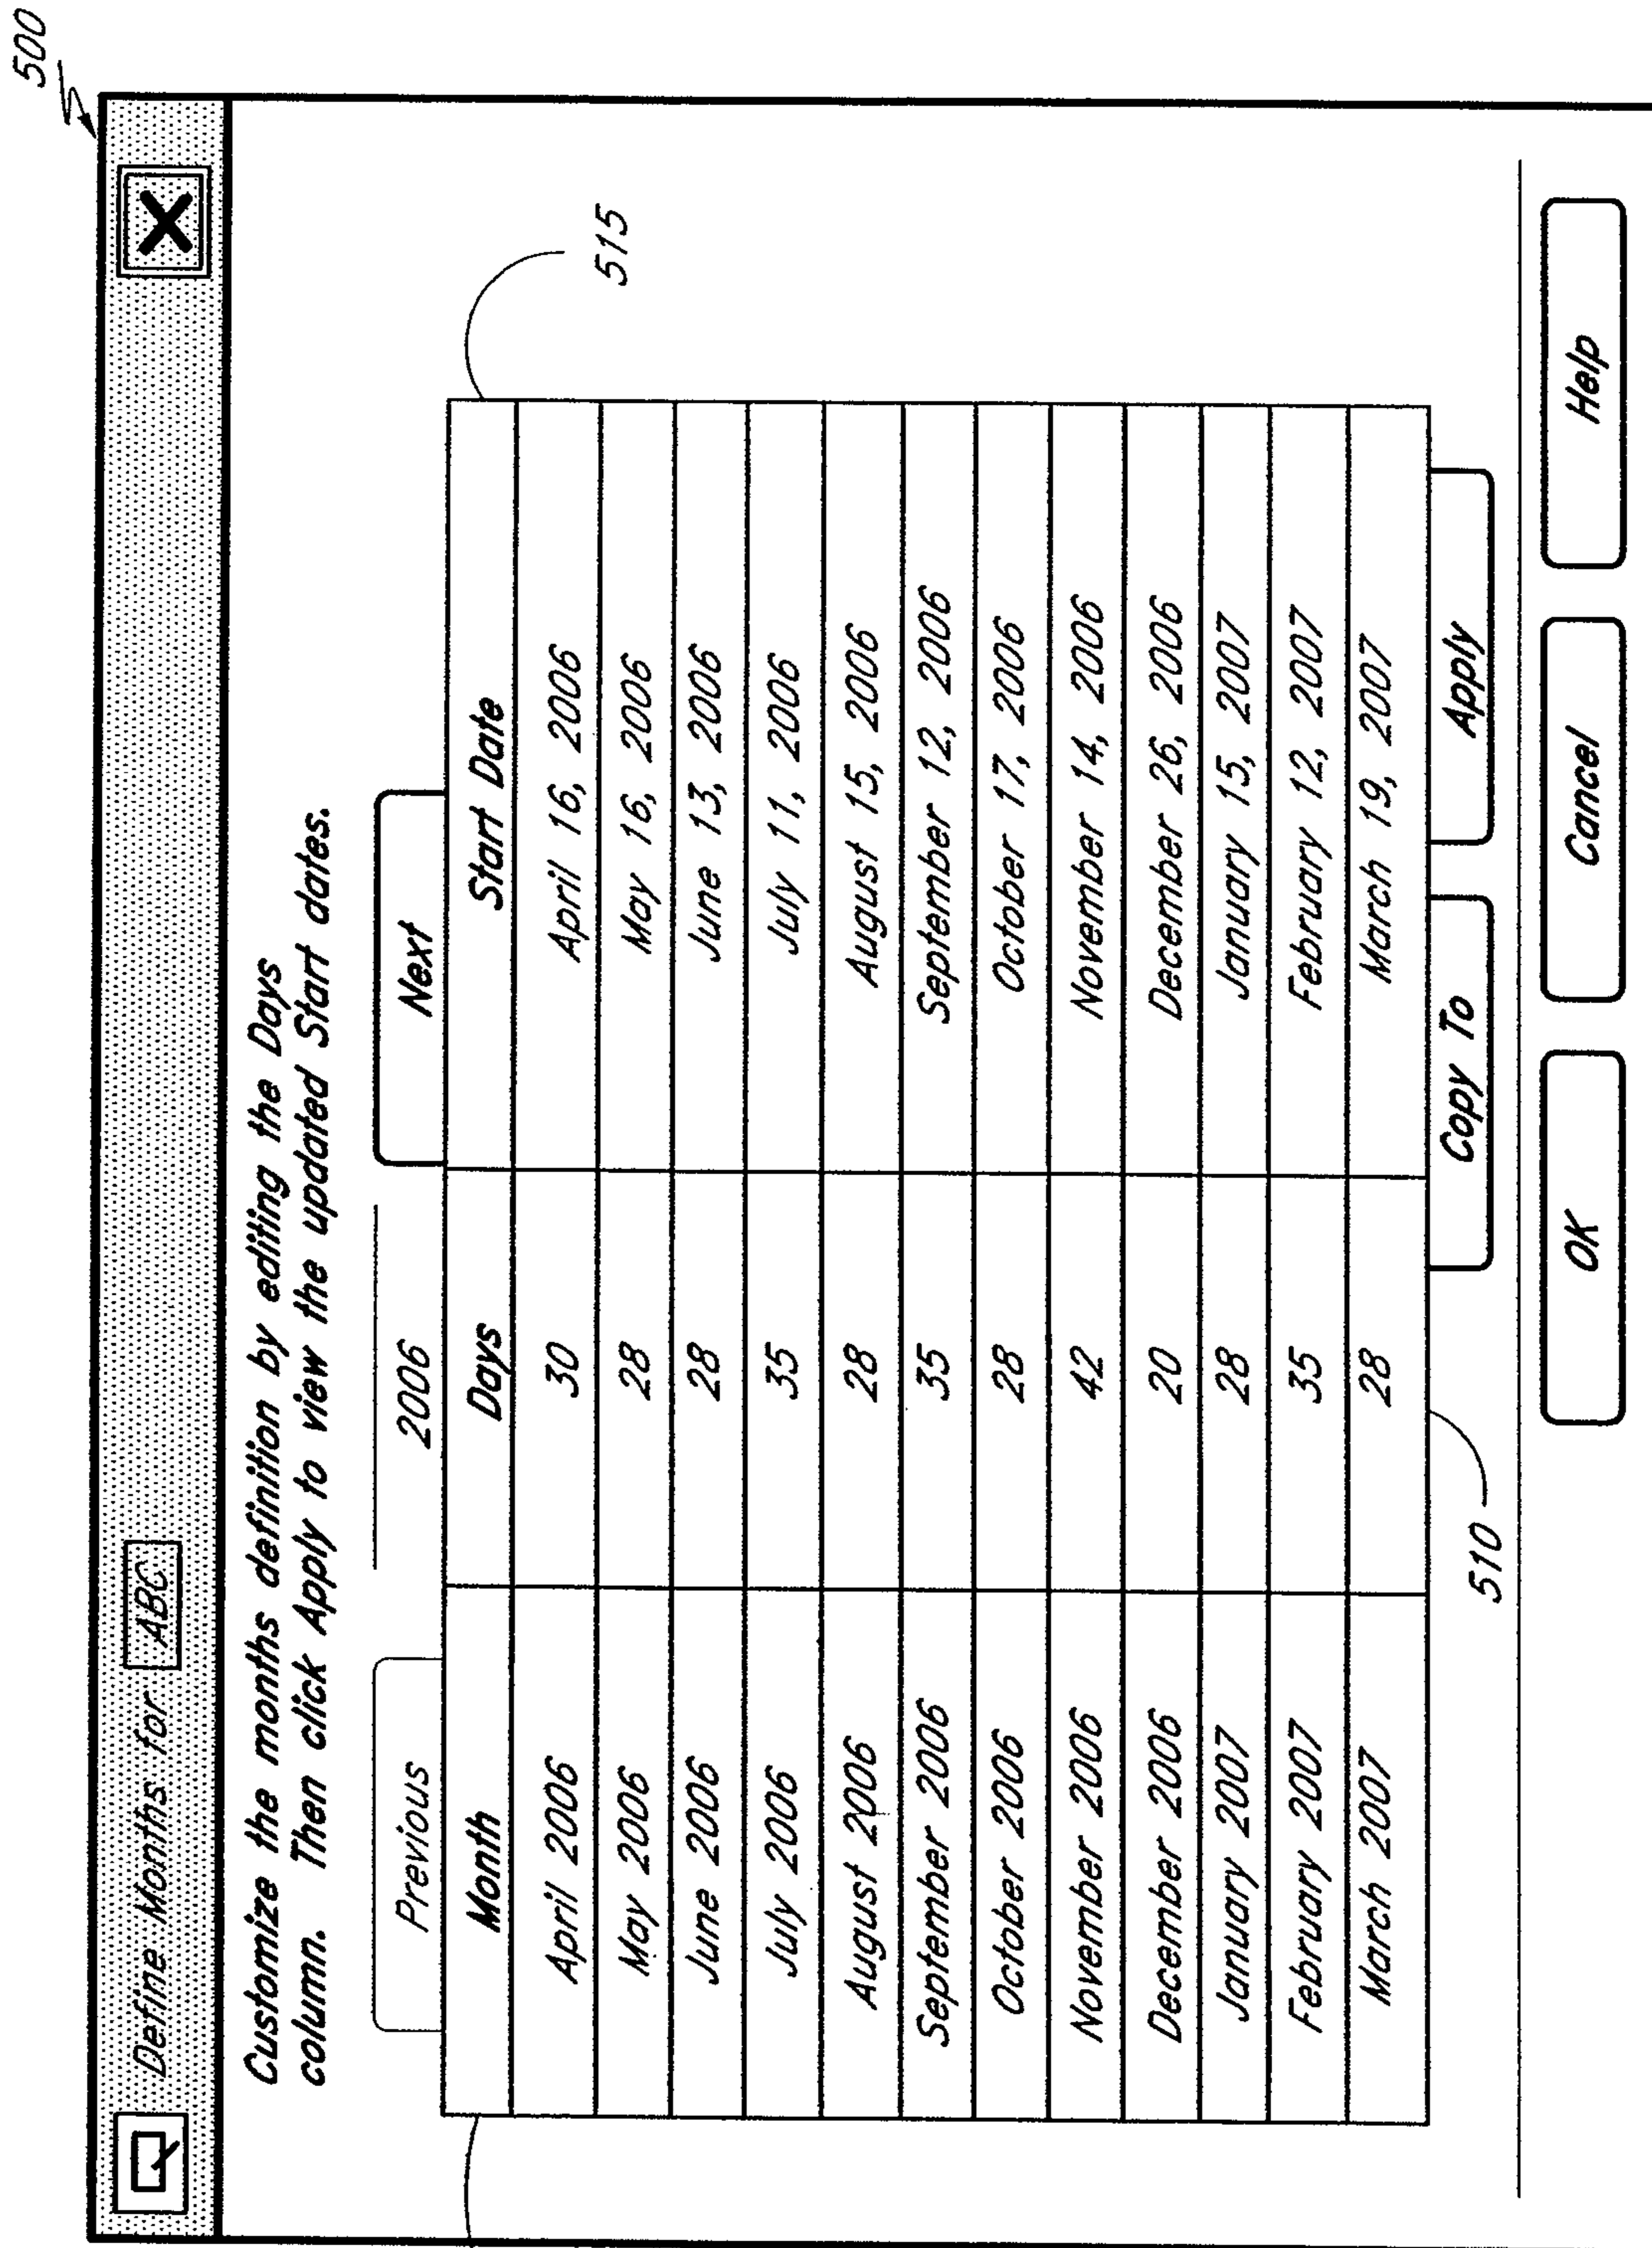 500
Define Months for ABC
Customize the months definition by editing the Days
column. Then click Apply to view the updated Start dates.
Previous 2006 Next
Month Days Start Date
April 2006 30 April 16, 2006
May 2006 28 May 16, 2006
June 2006 28 June 13, 2006
July 2006 35 July 11, 2006
August 2006 28 August 15, 2006
September 2006 35 September 12, 2006
October 2006 28 October 17, 2006
November 2006 42 November 14, 2006
December 2006 20 December 26, 2006
January 2007 28 January 15, 2007
February 2007 35 February 12, 2007
March 2007 28 March 19, 2007
515
510
Copy To Apply
OK Cancel Help